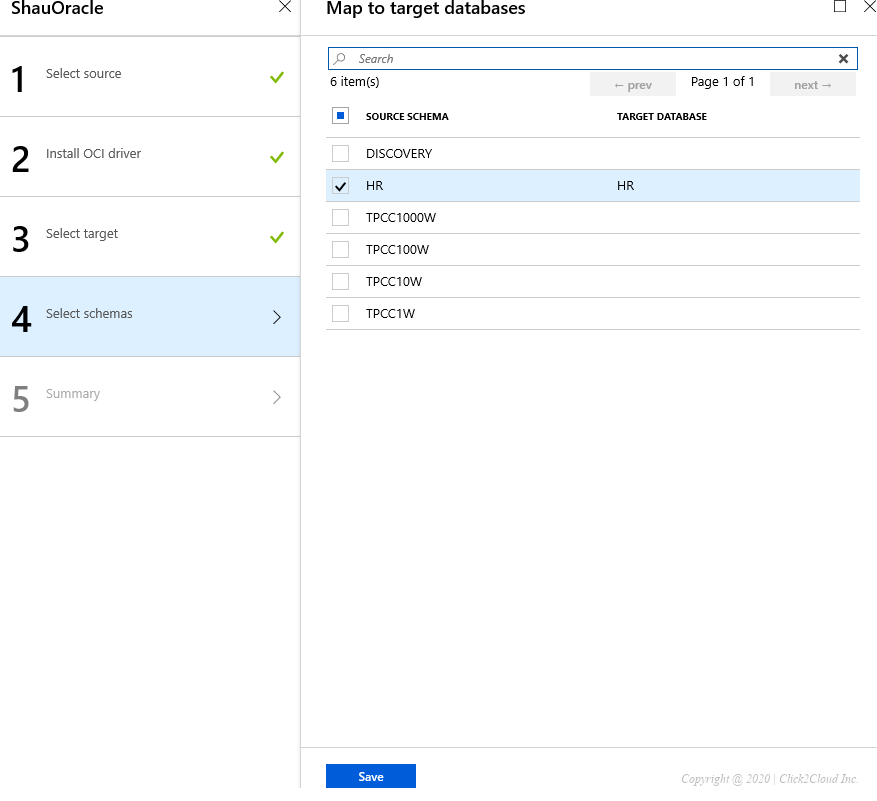 ShauOracle
1 Select source
2 Install OCI driver
3 Select target
4 Select schemas
5 Summary
Map to target databases
Search
6 item(s)
← prev Page 1 of 1 next →
SOURCE SCHEMA TARGET DATABASE
DISCOVERY
HR HR
TPCC1000W
TPCC100W
TPCC10W
TPCC1W
Save
Copyright @ 2020 | Click2Cloud Inc.